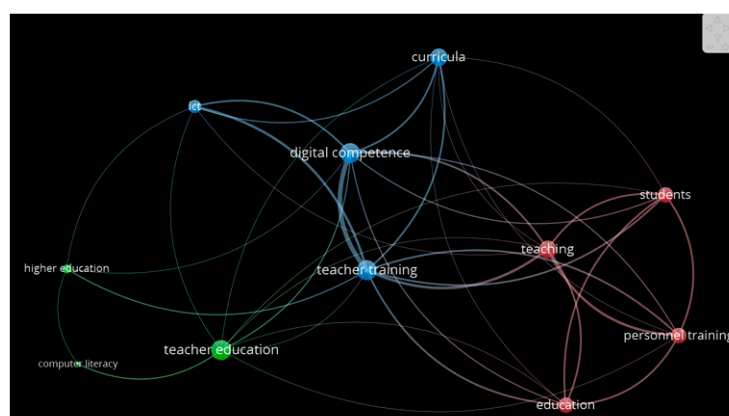 curricula
ict
digital competence
students
teaching
higher education
teacher training
personnel training
teacher education
computer literacy
education